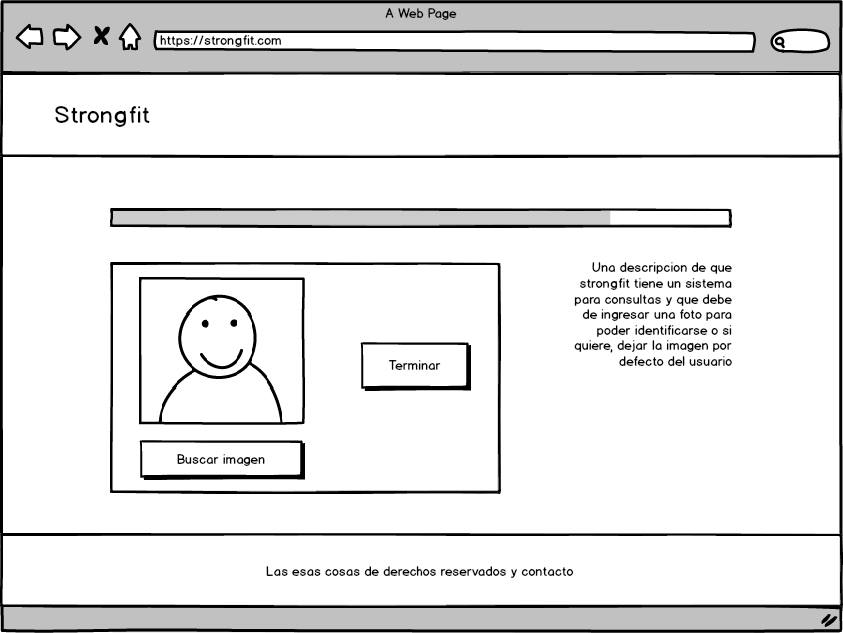 A Web Page
https://strongfit.com
Strongfit
Una descripcion de que
strongfit tiene un sistema
para consultas y que debe
de ingresar una foto para
poder identificarse o si
quiere, dejar la imagen por
defecto del usuario
Terminar
Buscar imagen
Las esas cosas de derechos reservados y contacto